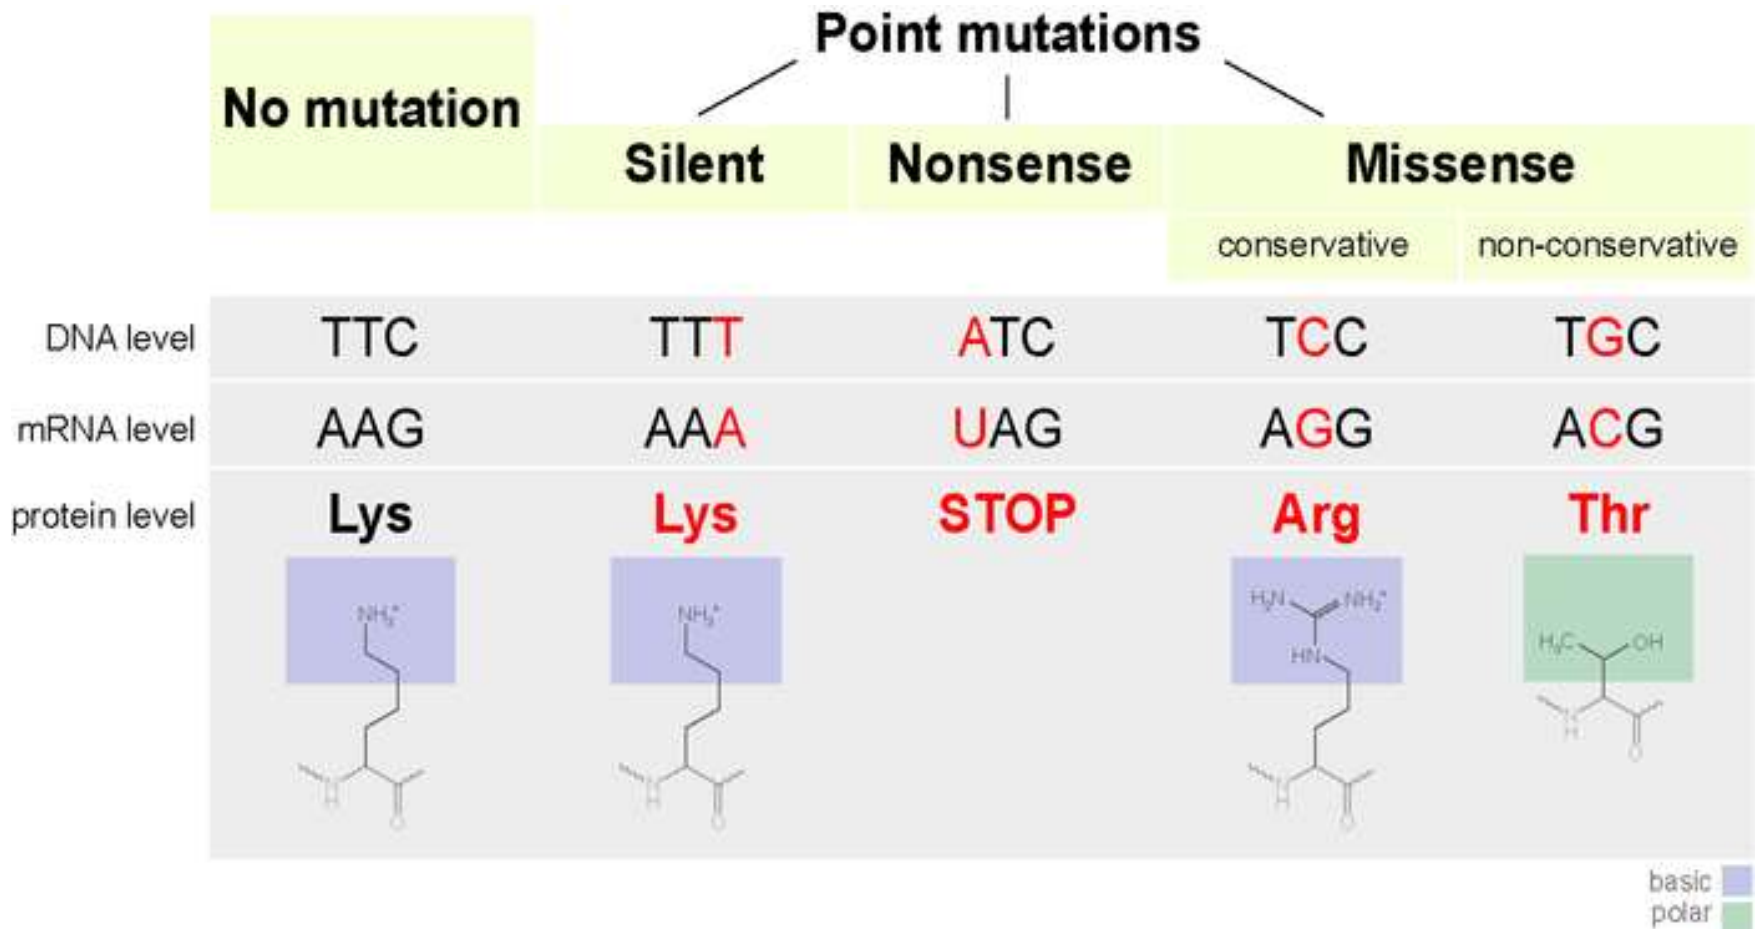 Point mutations
No mutation
Silent Nonsense Missense
conservative non-conservative
DNA level TTC TTT ATC TCC TGC
mRNA level AAG AAA UAG AGG ACG
protein level Lys Lys STOP Arg Thr
NH₃⁺ NH₃⁺ H₂N NH₂⁺
H₃C OH
HN
N H N H N H O
O O O
N H
basic
polar